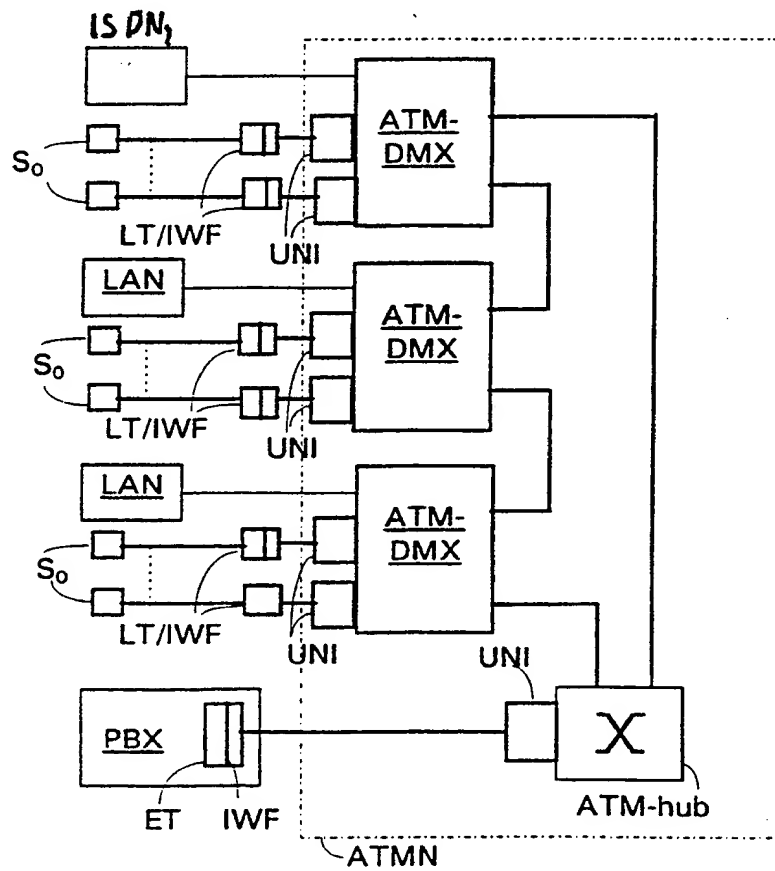 ISDN,
ATM-
DMX
S₀
LT/IWF
UNI
LAN
ATM-
DMX
S₀
LT/IWF
UNI
LAN
ATM-
DMX
S₀
LT/IWF
UNI
UNI
PBX
ET
IWF
ATM-hub
ATMN